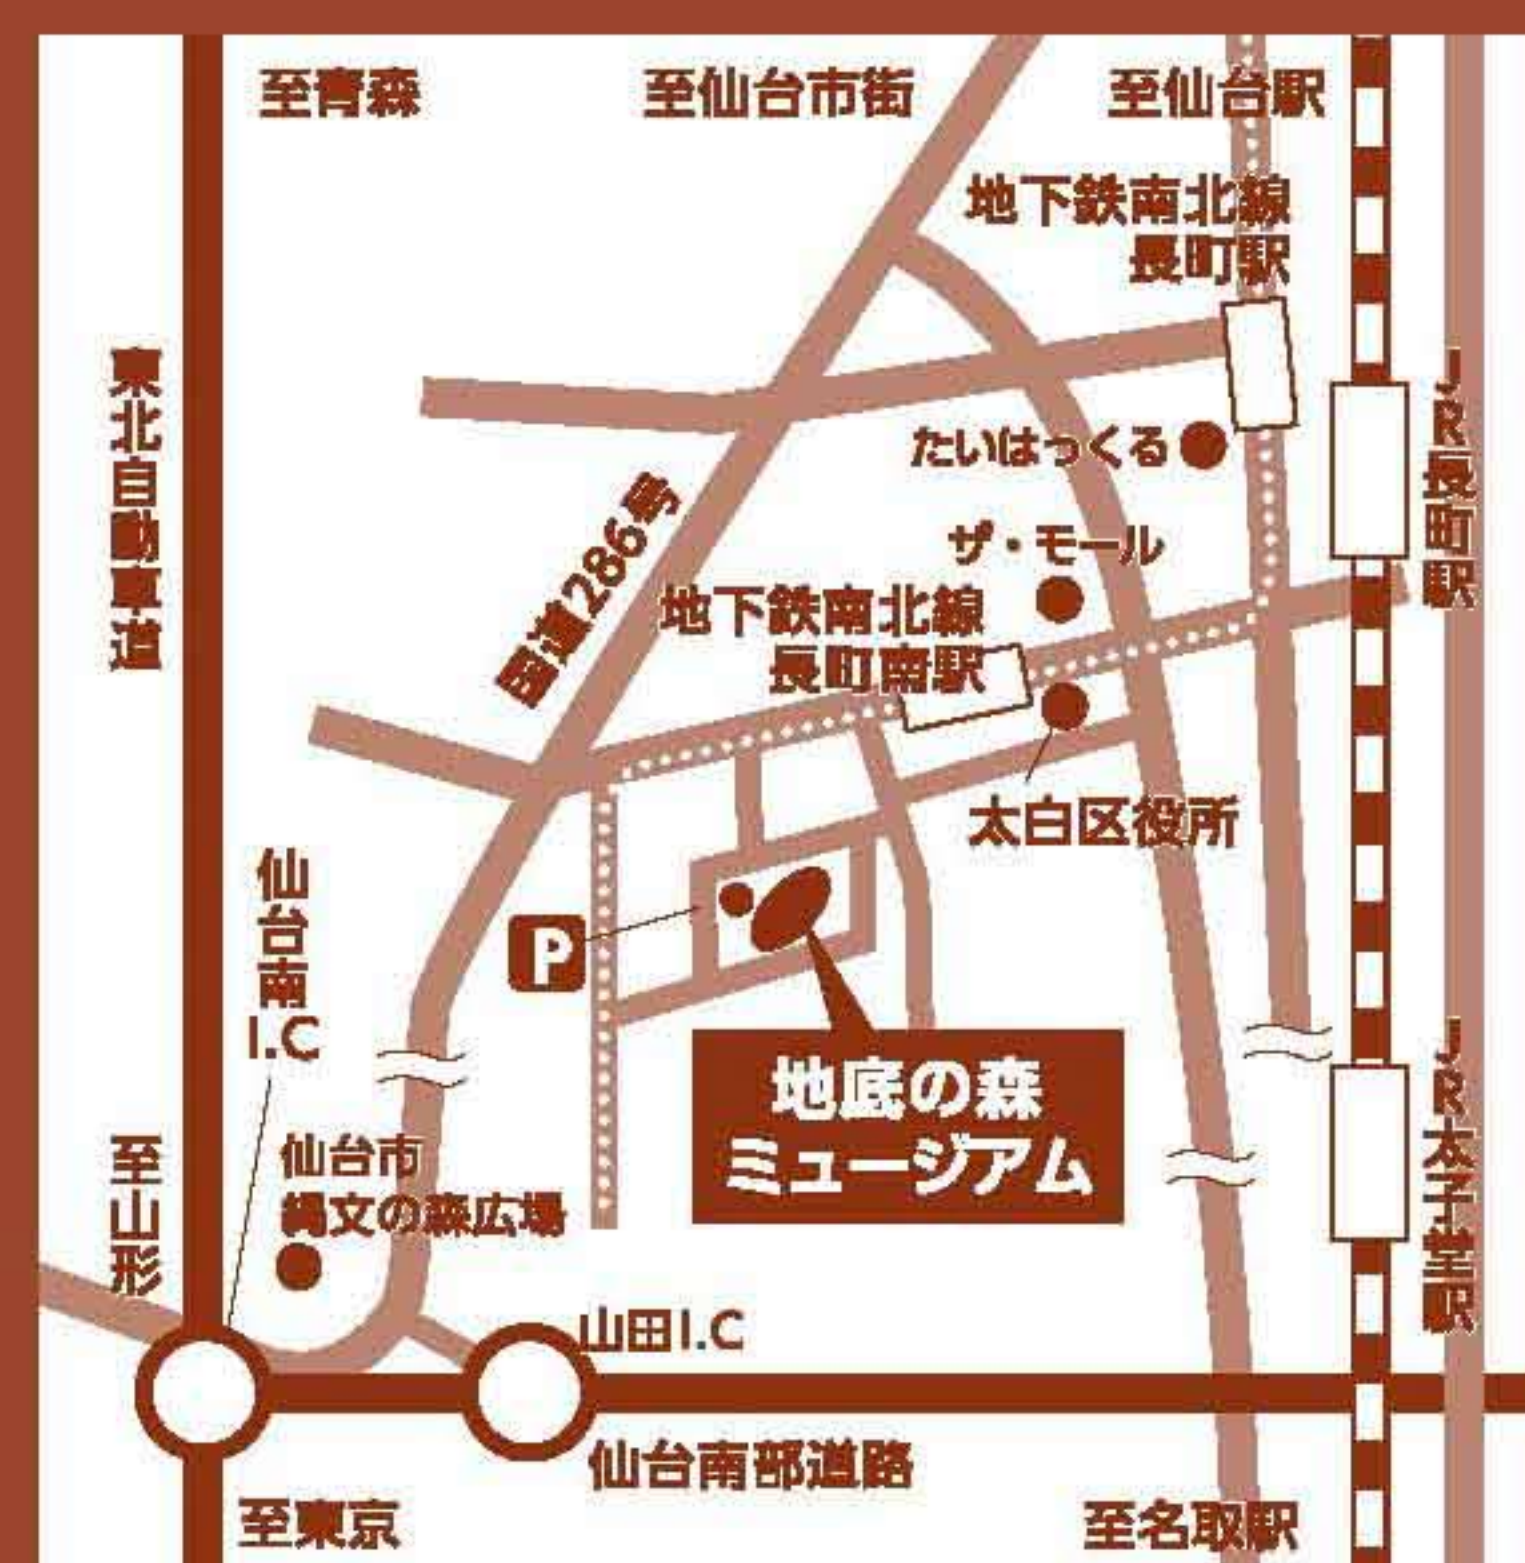 至青森
至仙台市街
至仙台駅
地下鉄南北線
長町駅
東北自動車道
JR長町駅
たいはっくる
国道286号
ザ・モール
地下鉄南北線
長町南駅
太白区役所
仙台南
I.C
P
地底の森
ミュージアム
JR太子堂駅
至山形
仙台市
縄文の森広場
山田I.C
仙台南部道路
至東京
至名取駅